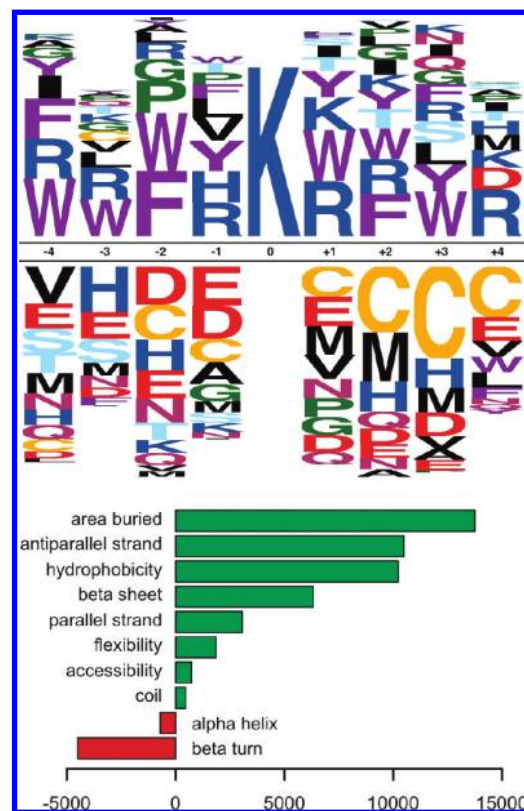 G Y I F R W
K G C V L R W
L R G P W F
P F L V Y H R
K
T Y K W R
P G I K Y T W R F
K N Q G F R S L Y W
T H M K D R
-4 -3 -2 -1 0 +1 +2 +3 +4
V E S T M N H Q C
H E S M N D
D C H E N T K Q M
E D C A G M S K N
C E M V N P G D Q
C M H Q D E N A
C H M D
C E V W L F
area buried
antiparallel strand
hydrophobicity
beta sheet
parallel strand
flexibility
accessibility
coil
alpha helix
beta turn
-5000 0 5000 10000 15000